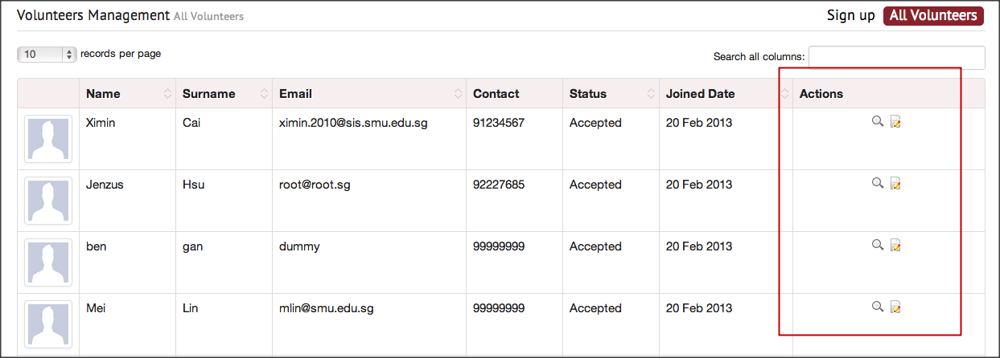 Volunteers Management All Volunteers Sign up All Volunteers
10 records per page Search all columns:
Name Surname Email Contact Status Joined Date Actions
Ximin Cai ximin.2010@sis.smu.edu.sg 91234567 Accepted 20 Feb 2013
Jenzus Hsu root@root.sg 92227685 Accepted 20 Feb 2013
ben gan dummy 99999999 Accepted 20 Feb 2013
Mei Lin mlin@smu.edu.sg 99999999 Accepted 20 Feb 2013